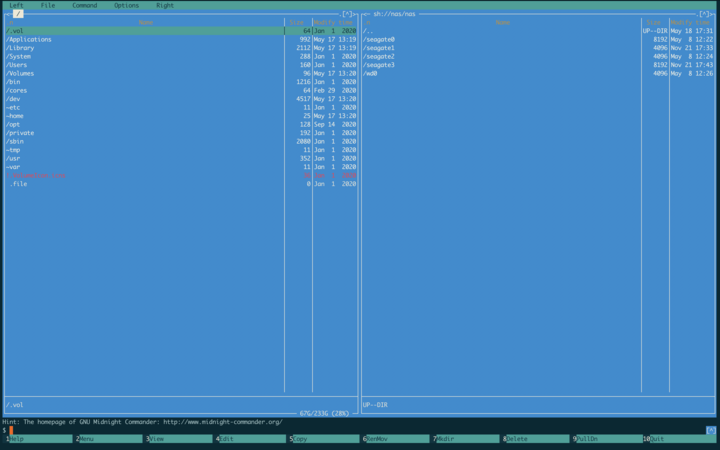 Left File Command Options Right
<- / .[^]> <- sh://nas/nas .[^]>
.n Name Size Modify time .n Name Size Modify time
/.vol 64 Jan 1 2020 /.. UP--DIR May 18 17:31
/Applications 992 May 17 13:19 /seagate0 8192 May 8 12:22
/Library 2112 May 17 13:19 /seagate1 4096 Nov 21 17:33
/System 288 Jan 1 2020 /seagate2 4096 May 8 12:24
/Users 160 Jan 1 2020 /seagate3 8192 Nov 21 17:43
/Volumes 96 May 17 13:20 /wd0 4096 May 8 12:26
/bin 1216 Jan 1 2020
/cores 64 Feb 29 2020
/dev 4517 May 17 13:20
~etc 11 Jan 1 2020
~home 25 May 17 13:20
/opt 128 Sep 14 2020
/private 192 Jan 1 2020
/sbin 2080 Jan 1 2020
~tmp 11 Jan 1 2020
/usr 352 Jan 1 2020
~var 11 Jan 1 2020
.file 0 Jan 1 2020
/.vol UP--DIR
67G/233G (28%)
Hint: The homepage of GNU Midnight Commander: http://www.midnight-commander.org/
$ [^]
1Help 2Menu 3View 4Edit 5Copy 6RenMov 7Mkdir 8Delete 9PullDn 10Quit